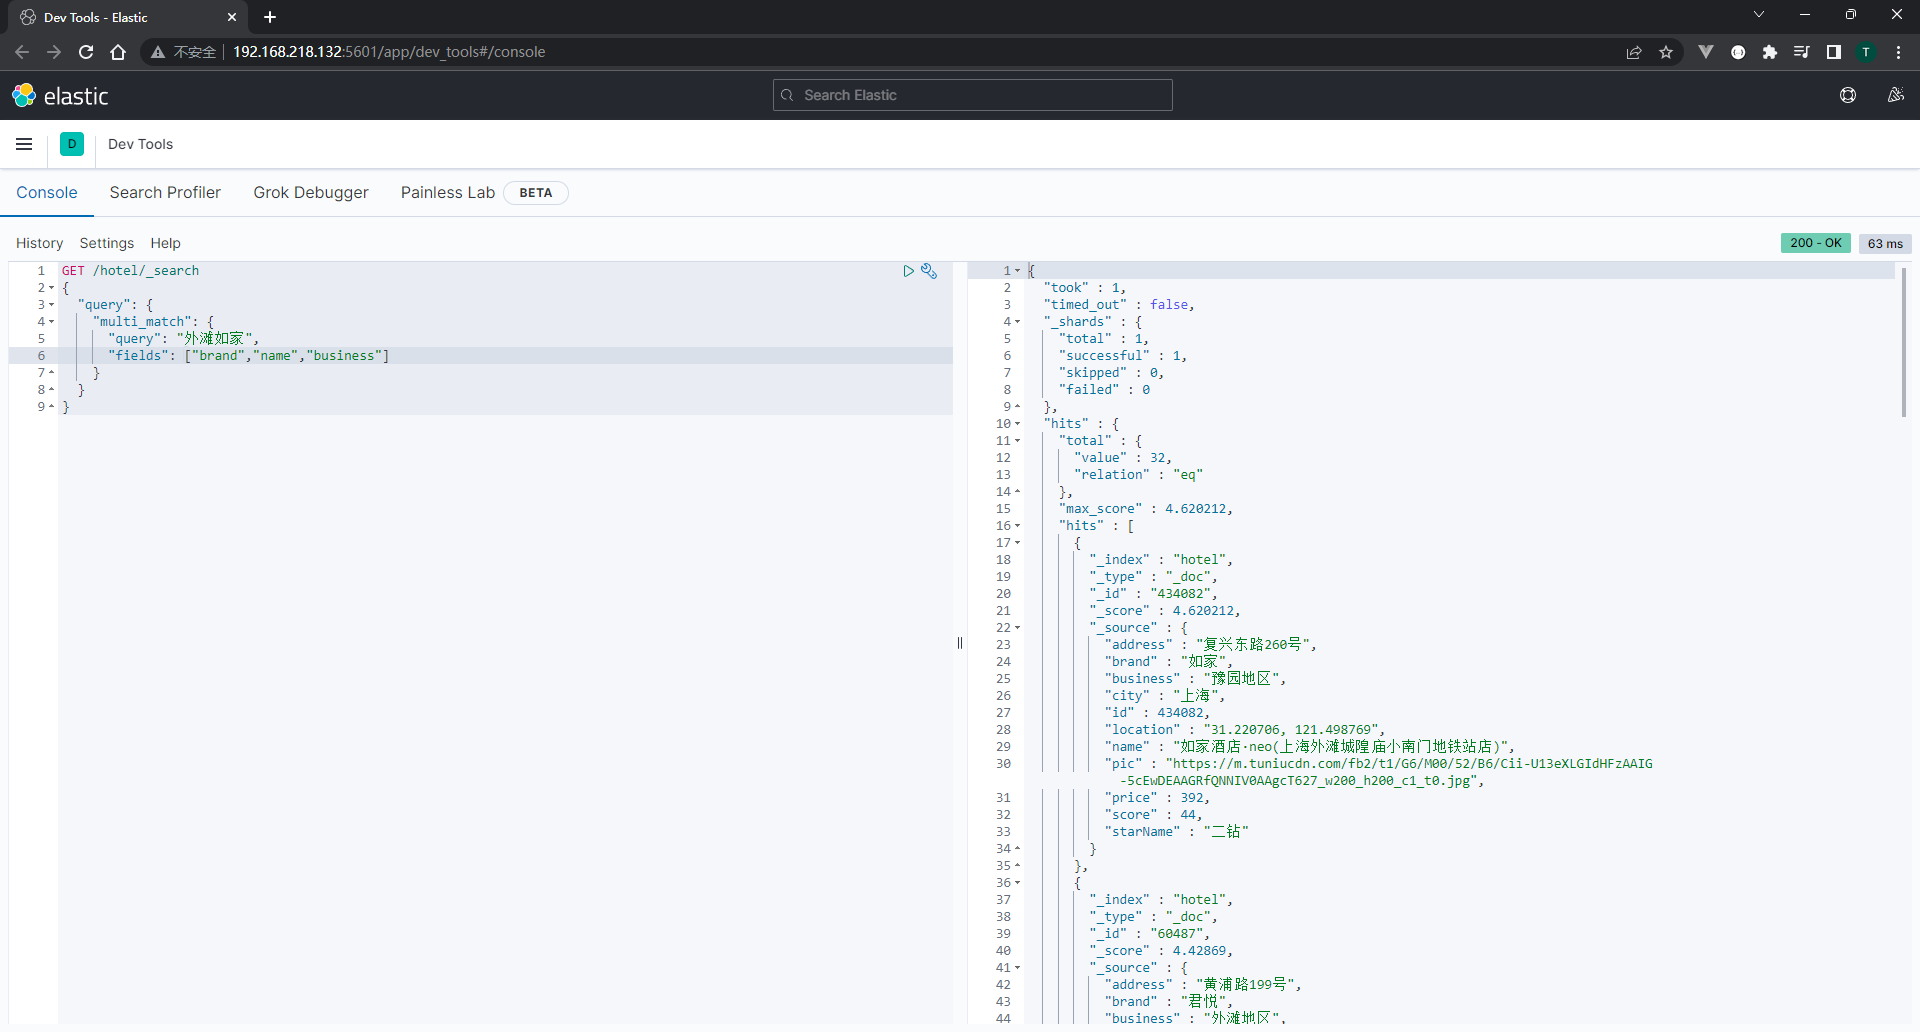 Dev Tools - Elastic
不安全 192.168.218.132:5601/app/dev_tools#/console
T
elastic
Search Elastic
D
Dev Tools
Console Search Profiler Grok Debugger Painless Lab BETA
History Settings Help
200 - OK 63 ms
1 GET /hotel/_search
2 {
3 "query": {
4 "multi_match": {
5 "query": "外滩如家",
6 "fields": ["brand","name","business"]
7 }
8 }
9 }
1 {
2 "took" : 1,
3 "timed_out" : false,
4 "_shards" : {
5 "total" : 1,
6 "successful" : 1,
7 "skipped" : 0,
8 "failed" : 0
9 },
10 "hits" : {
11 "total" : {
12 "value" : 32,
13 "relation" : "eq"
14 },
15 "max_score" : 4.620212,
16 "hits" : [
17 {
18 "_index" : "hotel",
19 "_type" : "_doc",
20 "_id" : "434082",
21 "_score" : 4.620212,
22 "_source" : {
23 "address" : "复兴东路260号",
24 "brand" : "如家",
25 "business" : "豫园地区",
26 "city" : "上海",
27 "id" : 434082,
28 "location" : "31.220706, 121.498769",
29 "name" : "如家酒店·neo(上海外滩城隍庙小南门地铁站店)",
30 "pic" : "https://m.tuniucdn.com/fb2/t1/G6/M00/52/B6/Cii-U13eXLGIdHFzAAIG
-5cEwDEAAGRfQNNIV0AAgcT627_w200_h200_c1_t0.jpg",
31 "price" : 392,
32 "score" : 44,
33 "starName" : "二钻"
34 }
35 },
36 {
37 "_index" : "hotel",
38 "_type" : "_doc",
39 "_id" : "60487",
40 "_score" : 4.42869,
41 "_source" : {
42 "address" : "黄浦路199号",
43 "brand" : "君悦",
44 "business" : "外滩地区",